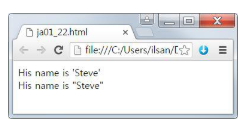 ja01_22.html
file:///C:/Users/ilsan/D
His name is 'Steve'
His name is "Steve"